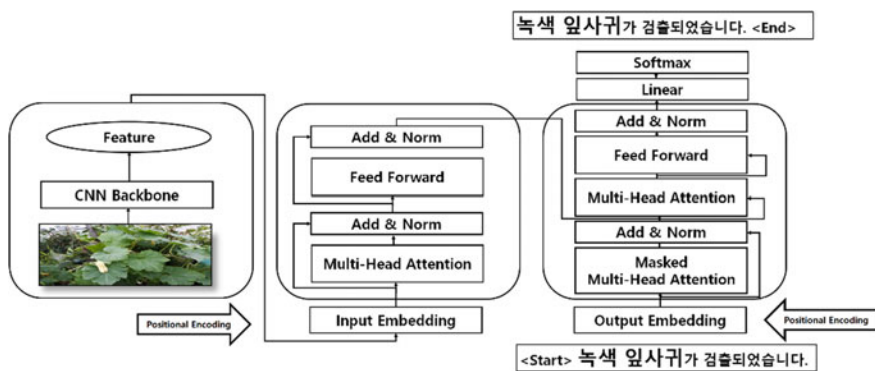 녹색 잎사귀가 검출되었습니다. <End>
Softmax
Linear
Add & Norm
Feed Forward
Multi-Head Attention
Add & Norm
Masked
Multi-Head Attention
Output Embedding
Positional Encoding
<Start> 녹색 잎사귀가 검출되었습니다.
Add & Norm
Feed Forward
Add & Norm
Multi-Head Attention
Input Embedding
Positional Encoding
Feature
CNN Backbone